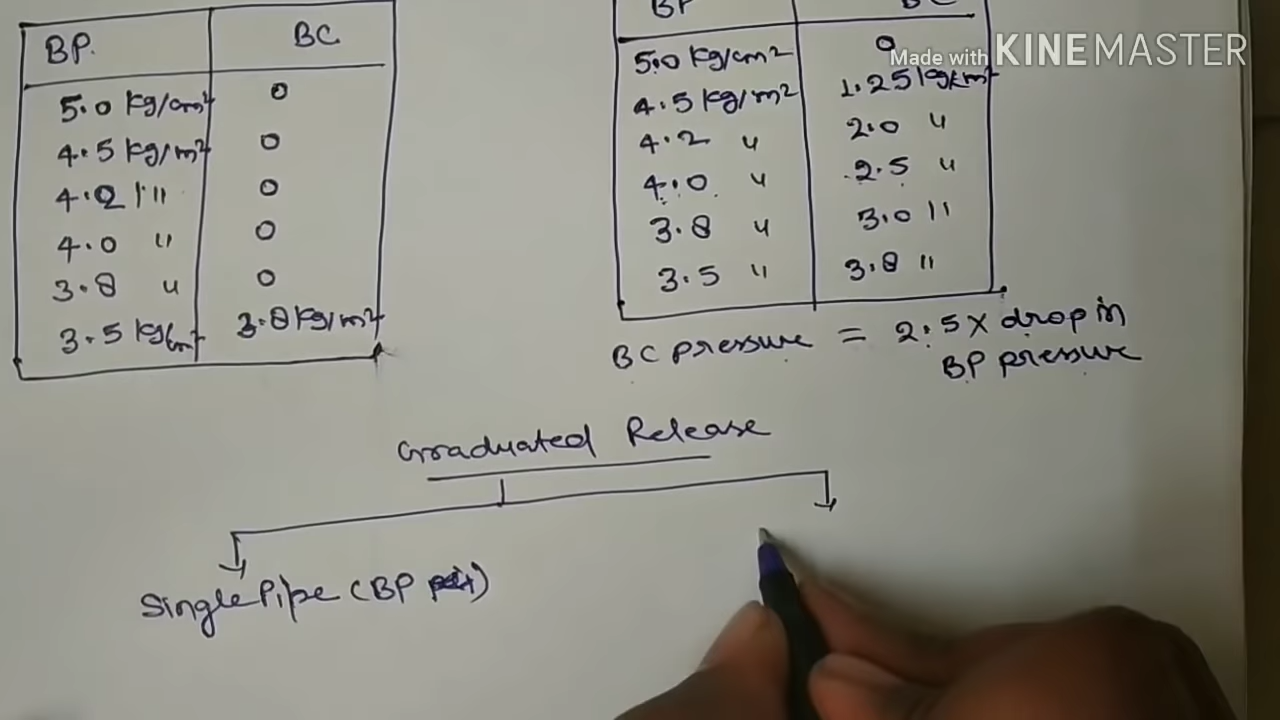 BP. BC
5.0 kg/cm² 0
4.5 kg/m² 0
4.2 " 0
4.0 " 0
3.8 " 0
3.5 kg/m² 3.8 kg/m²
BP
5.0 kg/cm² 0
4.5 kg/m² 1.25 kg/m²
4.2 " 2.0 "
4.0 " 2.5 "
3.8 " 3.0 "
3.5 " 3.8 "
BC pressure = 2.5 x drop in
BP pressure
Graduated Release
Single Pipe (BP
Made with KINEMASTER